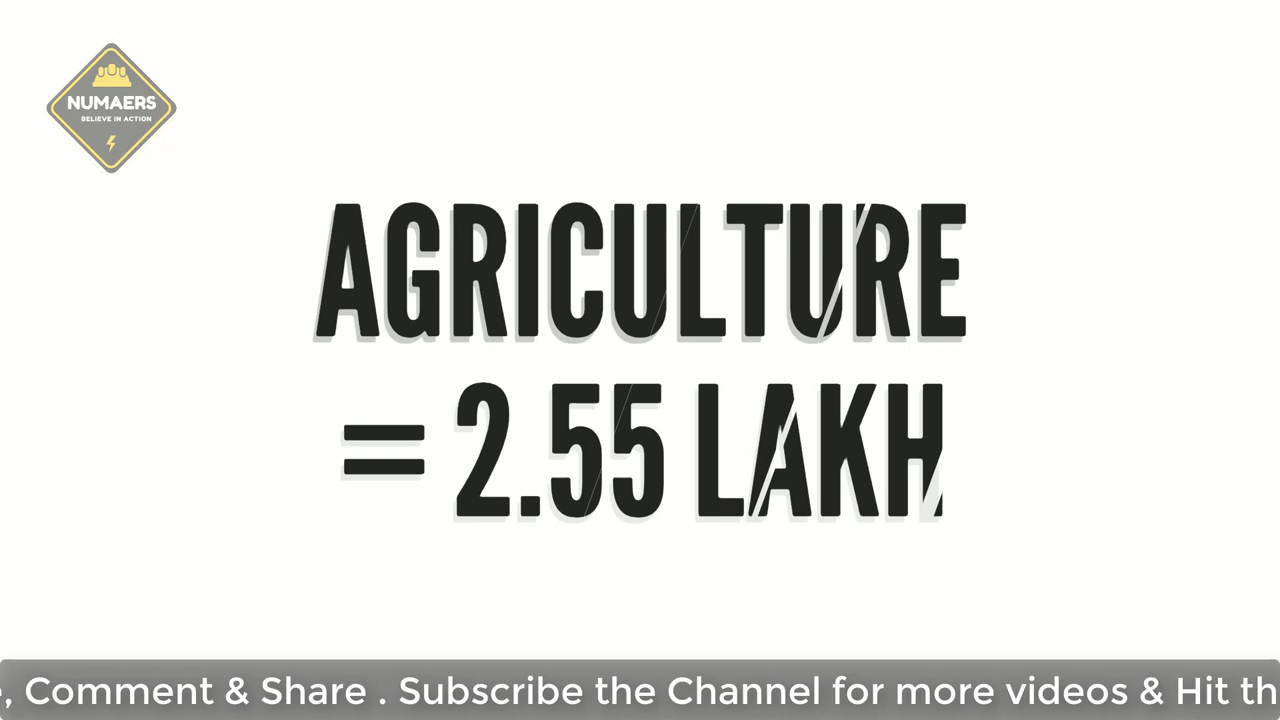 NUMAERS
BELIEVE IN ACTION
AGRICULTURE
= 2.55 LAKH
, Comment & Share . Subscribe the Channel for more videos & Hit th